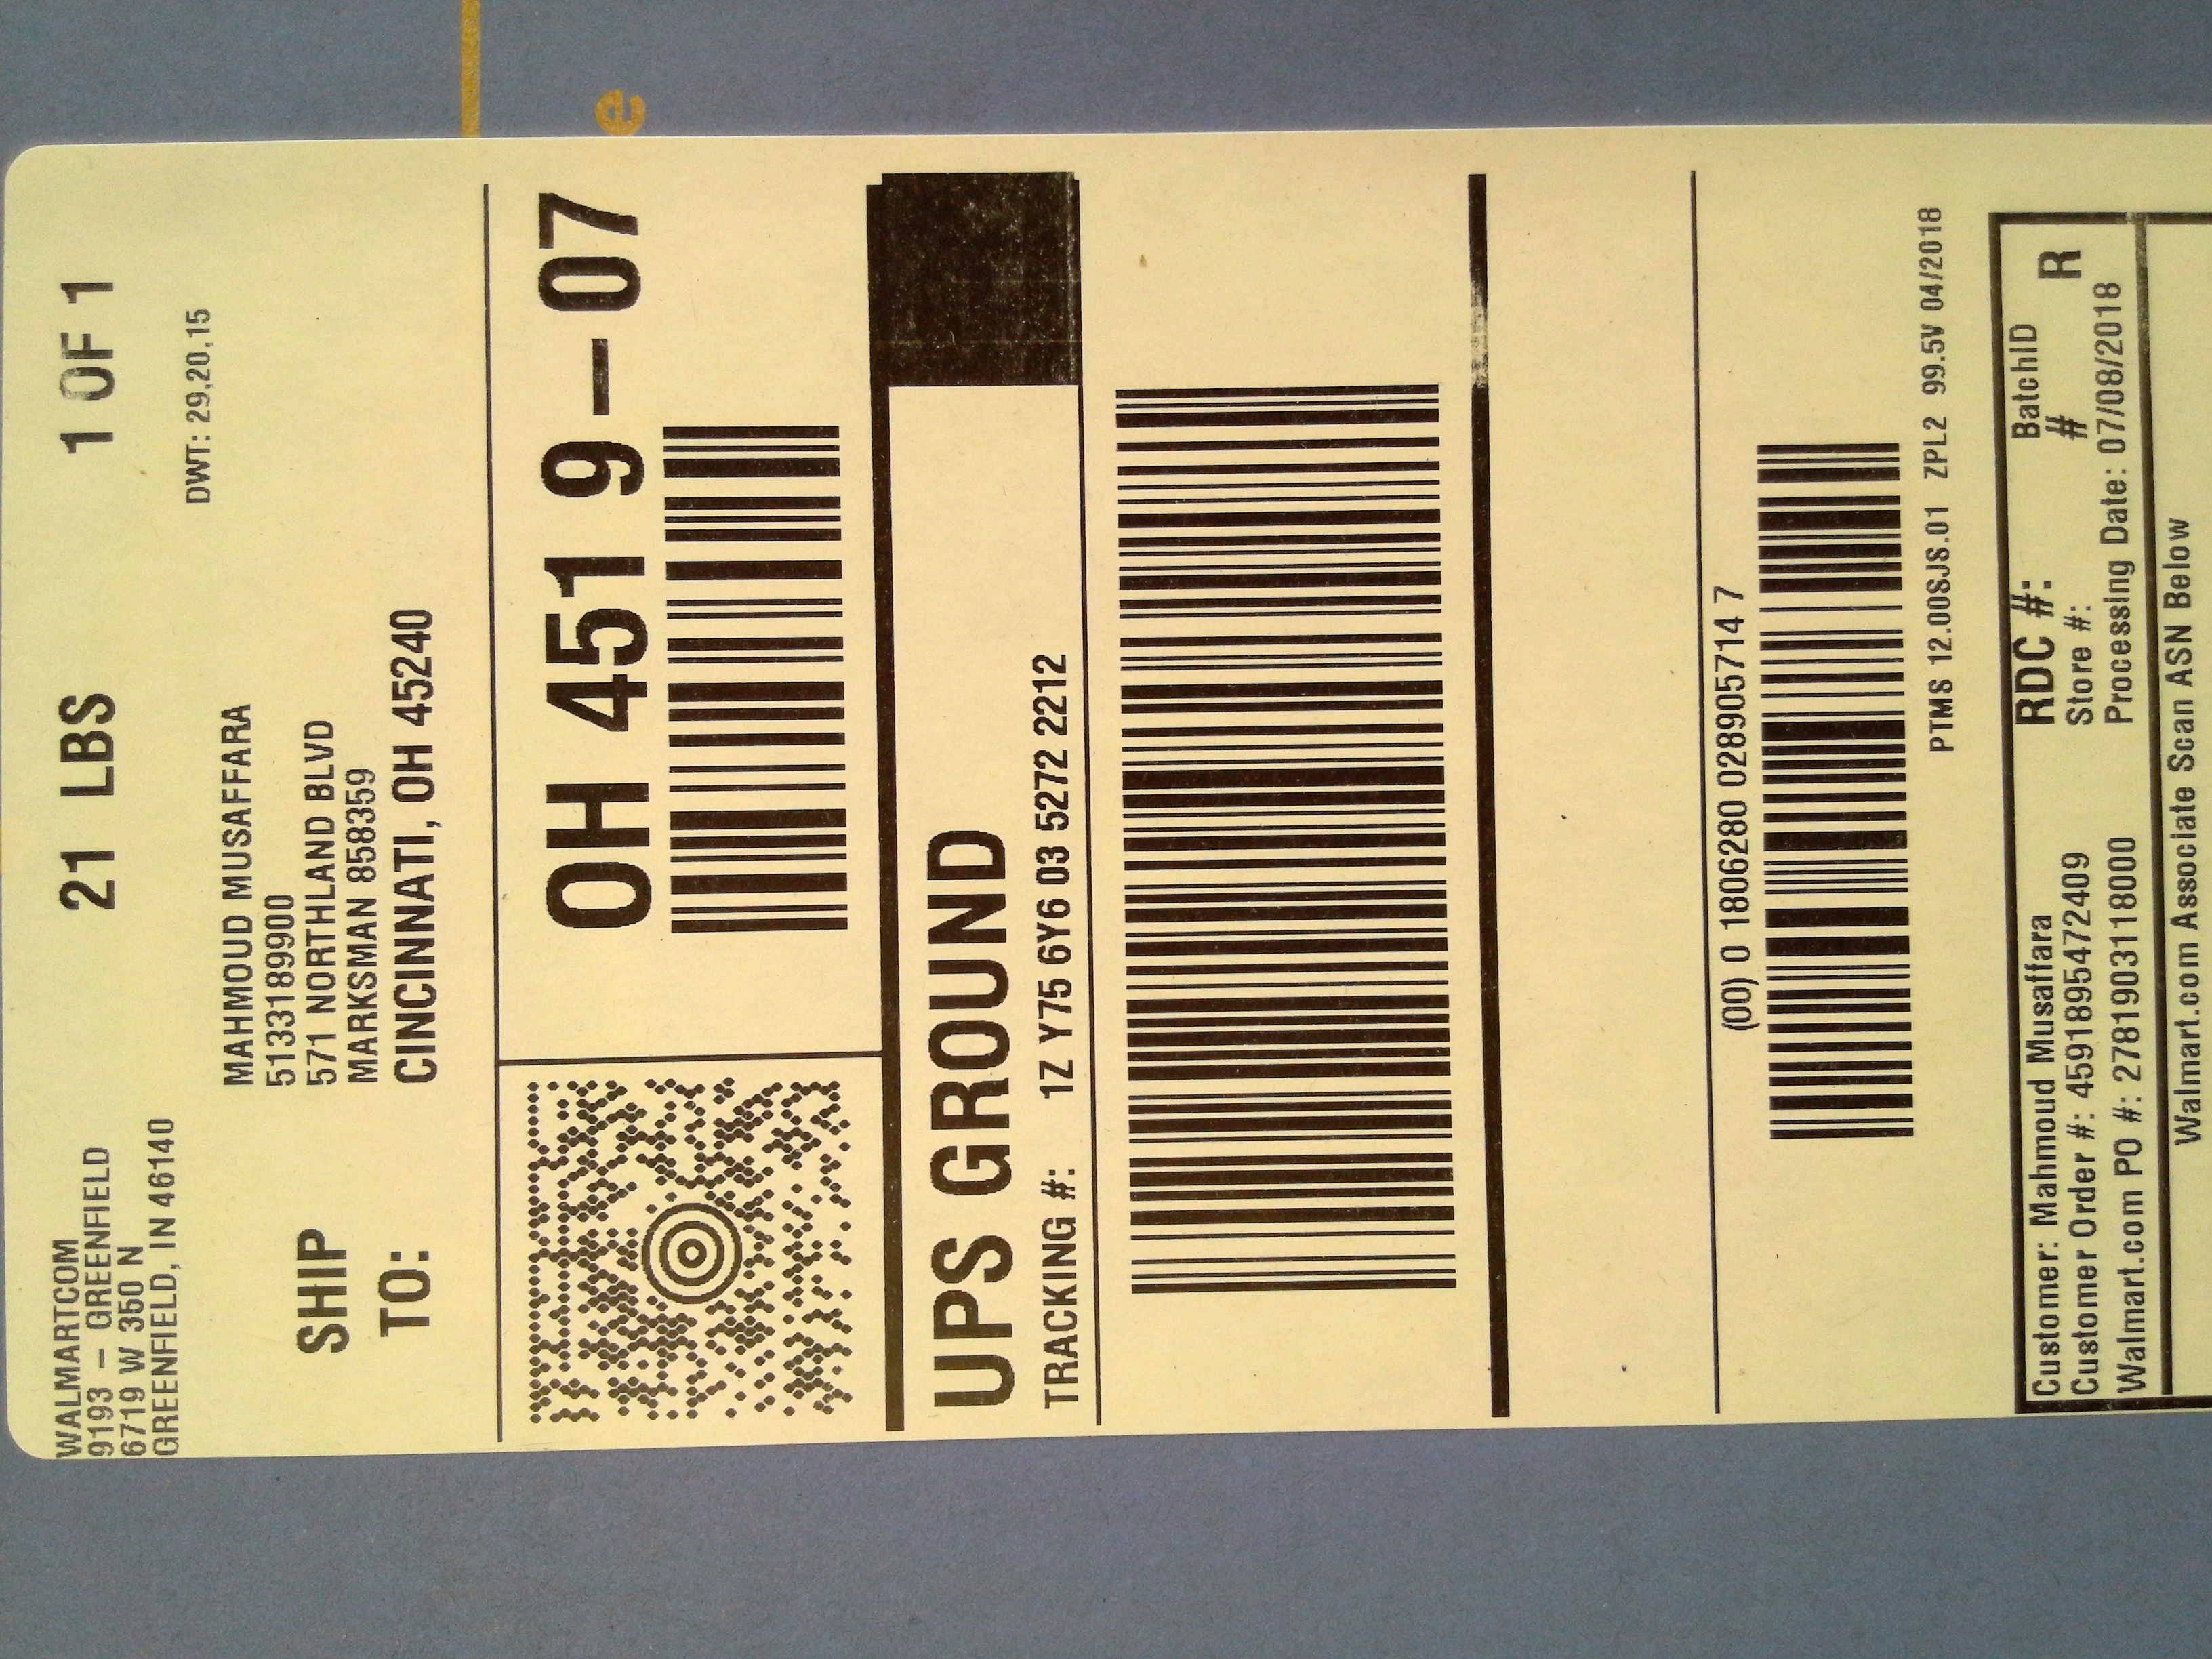 WALMARTCOM
9193 – GREENFIELD
6719 W 350 N
GREENFIELD, IN 46140
21 LBS
1 OF 1
DWT: 29,20,15
SHIP
TO:
MAHMOUD MUSAFFARA
5133189900
571 NORTHLAND BLVD
MARKSMAN 858359
CINCINNATI, OH 45240
OH 451 9–07
UPS GROUND
TRACKING #: 1Z Y75 6Y6 03 5272 2212
(00) 0 1806280 028905714 7
PTMS 12.00SJS.01 ZPL2 99.5V 04/2018
Customer: Mahmoud Musaffara
Customer Order #: 4591895472409
Walmart.com PO #: 2781903118000
RDC #:
Store #:
Processing Date: 07/08/2018
BatchID
#
R
Walmart.com Associate Scan ASN Below
e